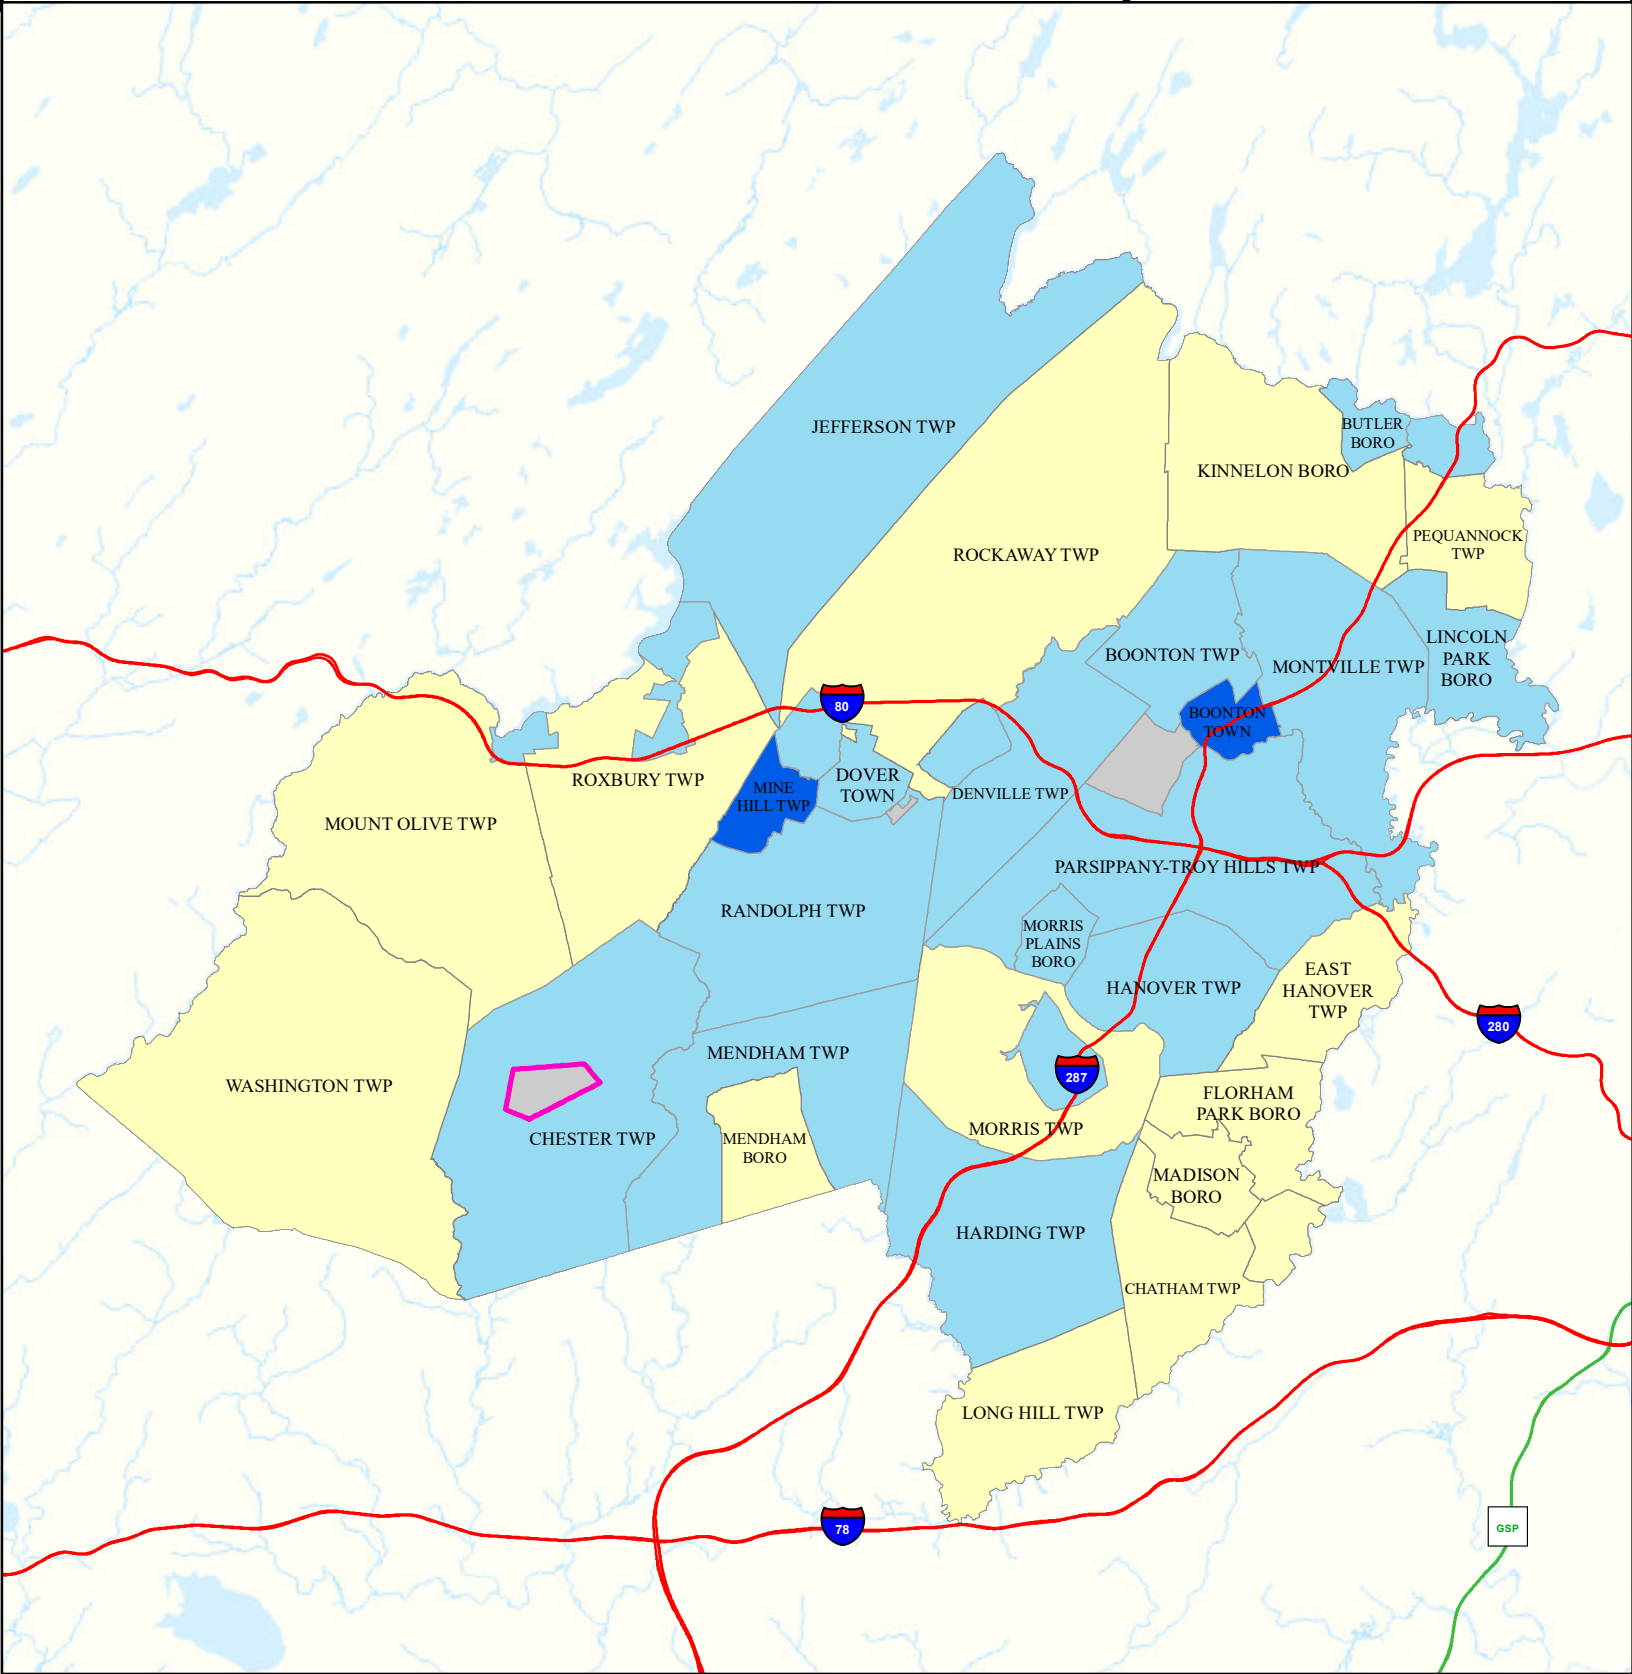 JEFFERSON TWP
BUTLER
BORO
KINNELON BORO
PEQUANNOCK
TWP
ROCKAWAY TWP
LINCOLN
PARK
BORO
BOONTON TWP
MONTVILLE TWP
80
BOONTON
TOWN
ROXBURY TWP
DOVER
TOWN
MINE
HILL TWP
DENVILLE TWP
MOUNT OLIVE TWP
PARSIPPANY-TROY HILLS TWP
RANDOLPH TWP
MORRIS
PLAINS
BORO
EAST
HANOVER
TWP
HANOVER TWP
280
MENDHAM TWP
287
WASHINGTON TWP
FLORHAM
PARK BORO
MORRIS TWP
CHESTER TWP
MENDHAM
BORO
MADISON
BORO
HARDING TWP
CHATHAM TWP
LONG HILL TWP
78
GSP